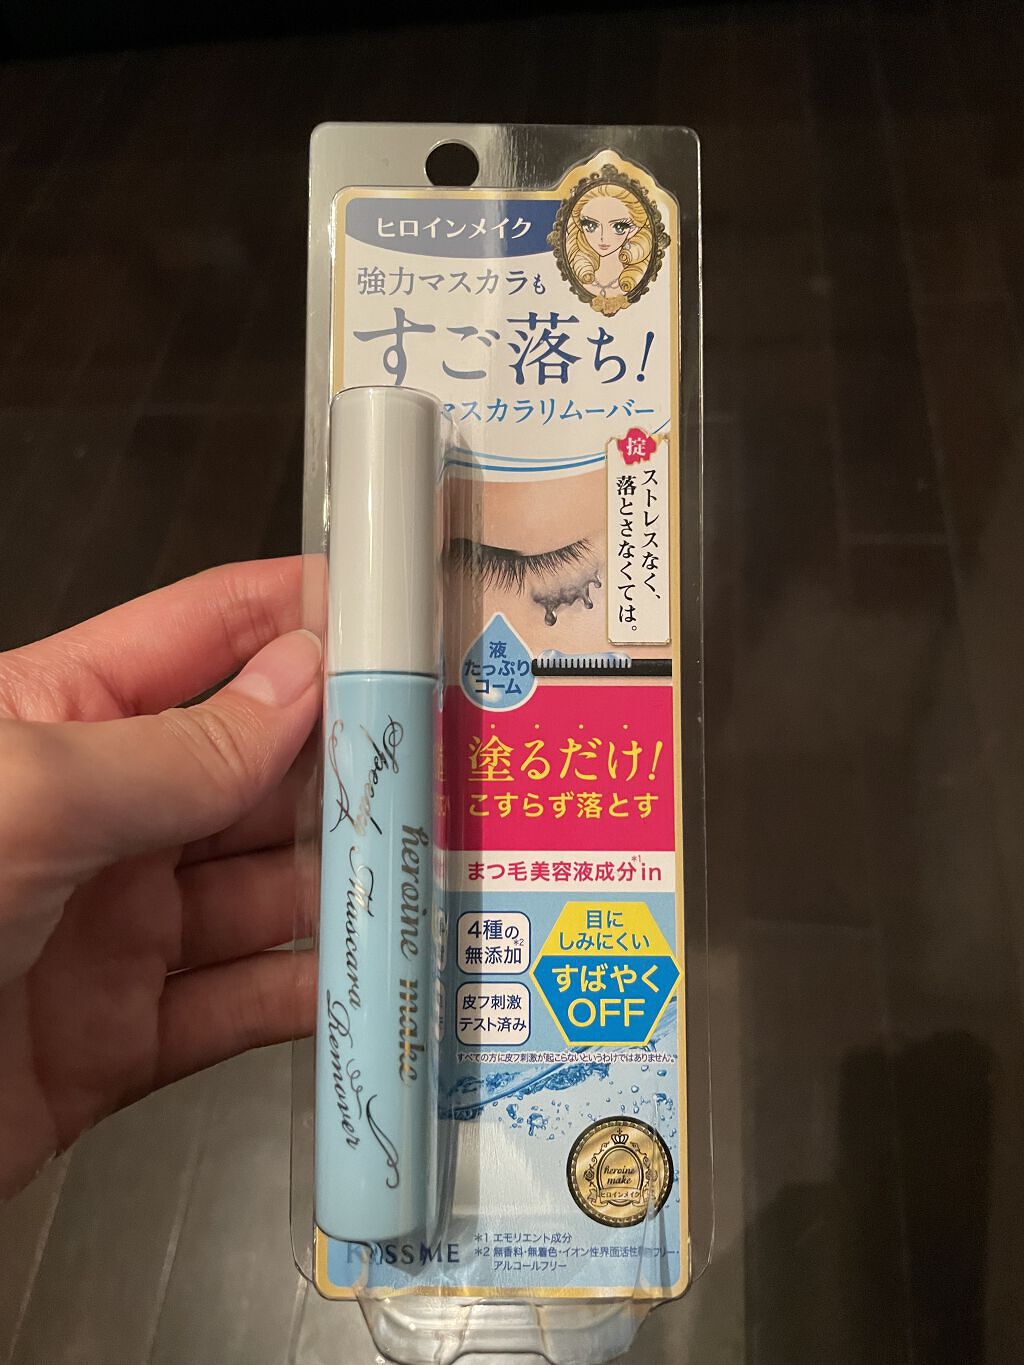 ヒロインメイク
強力マスカラも
すご落ち!
マスカラリムーバー
掟
ストレスなく、
落とさなくては。
液
たっぷり
コーム
塗るだけ!
こすらず落とす
まつ毛美容液成分*1in
4種の
無添加*2
皮フ刺激
テスト済み
目に
しみにくい
すばやく
OFF
すべての方に皮フ刺激が起こらないというわけではありません。
heroine make
Speedy Mascara Remover
heroine
make
ヒロインメイク
KISSME
*1 エモリエント成分
*2 無香料・無着色・イオン性界面活性剤フリー・
アルコールフリー